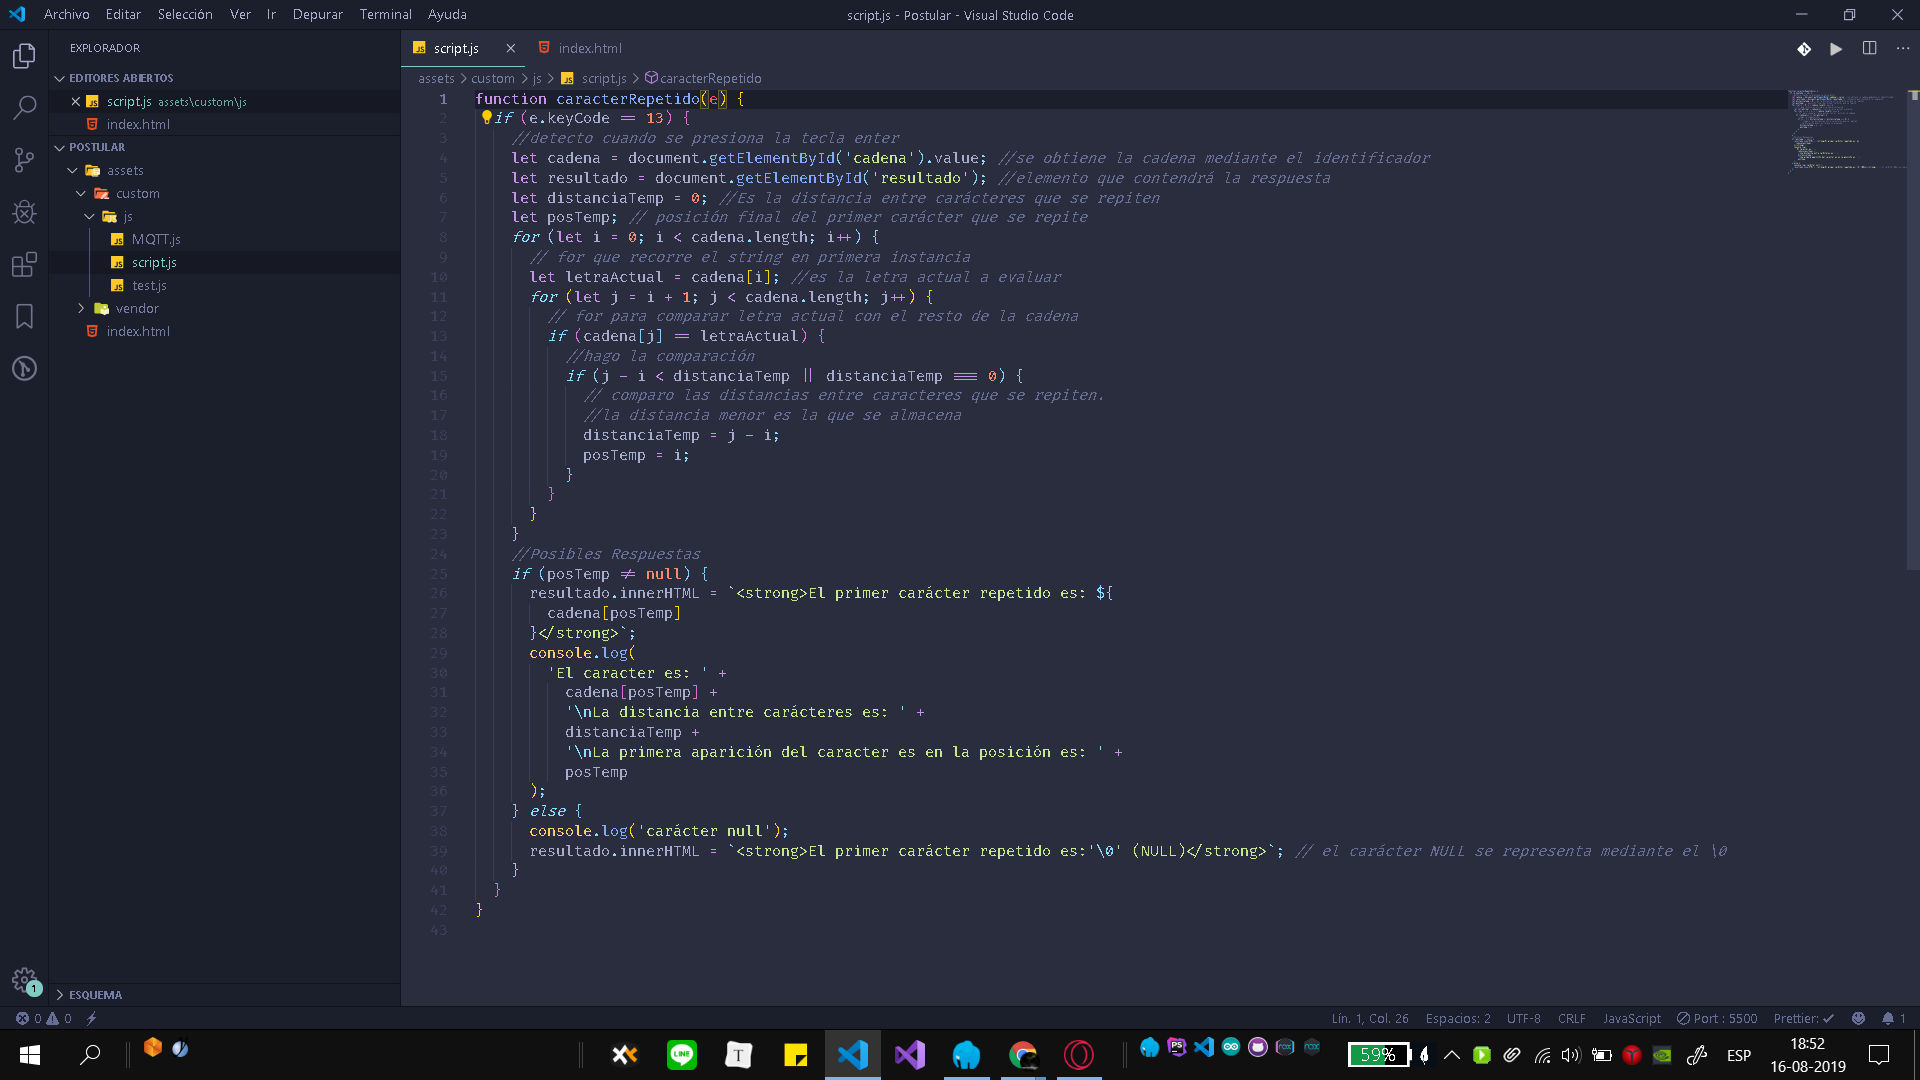 Archivo Editar Selección Ver Ir Depurar Terminal Ayuda
script.js - Postular - Visual Studio Code
EXPLORADOR
EDITORES ABIERTOS
script.js assets\custom\js
index.html
POSTULAR
assets
custom
js
MQTT.js
script.js
test.js
vendor
index.html
ESQUEMA
script.js index.html
assets > custom > js > script.js > caracterRepetido
1 function caracterRepetido(e) {
2 if (e.keyCode == 13) {
3 //detecto cuando se presiona la tecla enter
4 let cadena = document.getElementById('cadena').value; //se obtiene la cadena mediante el identificador
5 let resultado = document.getElementById('resultado'); //elemento que contendrá la respuesta
6 let distanciaTemp = 0; //Es la distancia entre carácteres que se repiten
7 let posTemp; // posición final del primer carácter que se repite
8 for (let i = 0; i < cadena.length; i++) {
9 // for que recorre el string en primera instancia
10 let letraActual = cadena[i]; //es la letra actual a evaluar
11 for (let j = i + 1; j < cadena.length; j++) {
12 // for para comparar letra actual con el resto de la cadena
13 if (cadena[j] == letraActual) {
14 //hago la comparación
15 if (j - i < distanciaTemp || distanciaTemp === 0) {
16 // comparo las distancias entre caracteres que se repiten.
17 //la distancia menor es la que se almacena
18 distanciaTemp = j - i;
19 posTemp = i;
20 }
21 }
22 }
23 }
24 //Posibles Respuestas
25 if (posTemp != null) {
26 resultado.innerHTML = `<strong>El primer carácter repetido es: ${
27 cadena[posTemp]
28 }</strong>`;
29 console.log(
30 'El caracter es: ' +
31 cadena[posTemp] +
32 '\nLa distancia entre carácteres es: ' +
33 distanciaTemp +
34 '\nLa primera aparición del caracter es en la posición es: ' +
35 posTemp
36 );
37 } else {
38 console.log('carácter null');
39 resultado.innerHTML = `<strong>El primer carácter repetido es:'\0' (NULL)</strong>`; // el carácter NULL se representa mediante el \0
40 }
41 }
42 }
43
1
0 0 Lín. 1, Col. 26 Espacios: 2 UTF-8 CRLF JavaScript Port : 5500 Prettier: ✓ 1
LINE T PS 59% ESP
18:52
16-08-2019